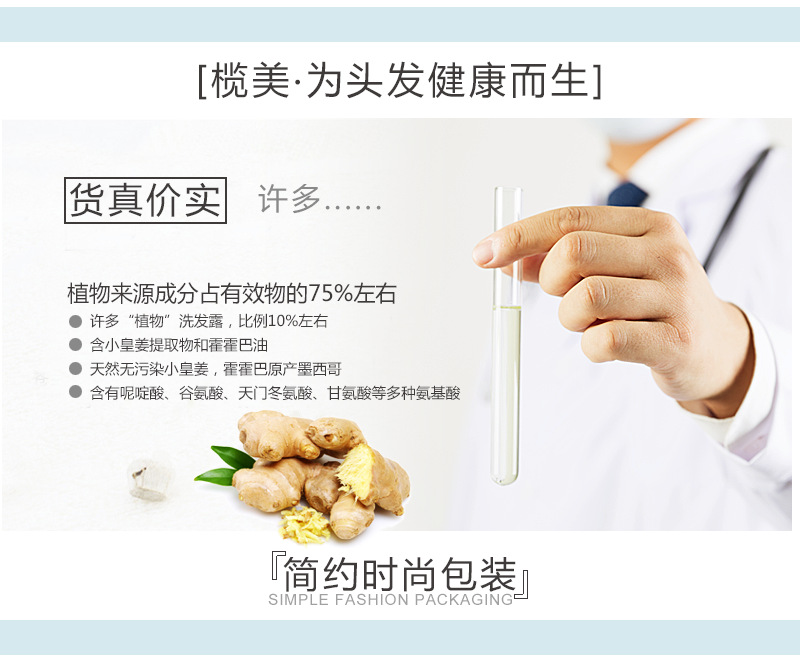 [榄美·为头发健康而生]
货真价实 许多……
植物来源成分占有效物的75%左右
许多“植物”洗发露，比例10%左右
含小皇姜提取物和霍霍巴油
天然无污染小皇姜，霍霍巴原产墨西哥
含有呢啶酸、谷氨酸、天门冬氨酸、甘氨酸等多种氨基酸
『简约时尚包装』
SIMPLE FASHION PACKAGING